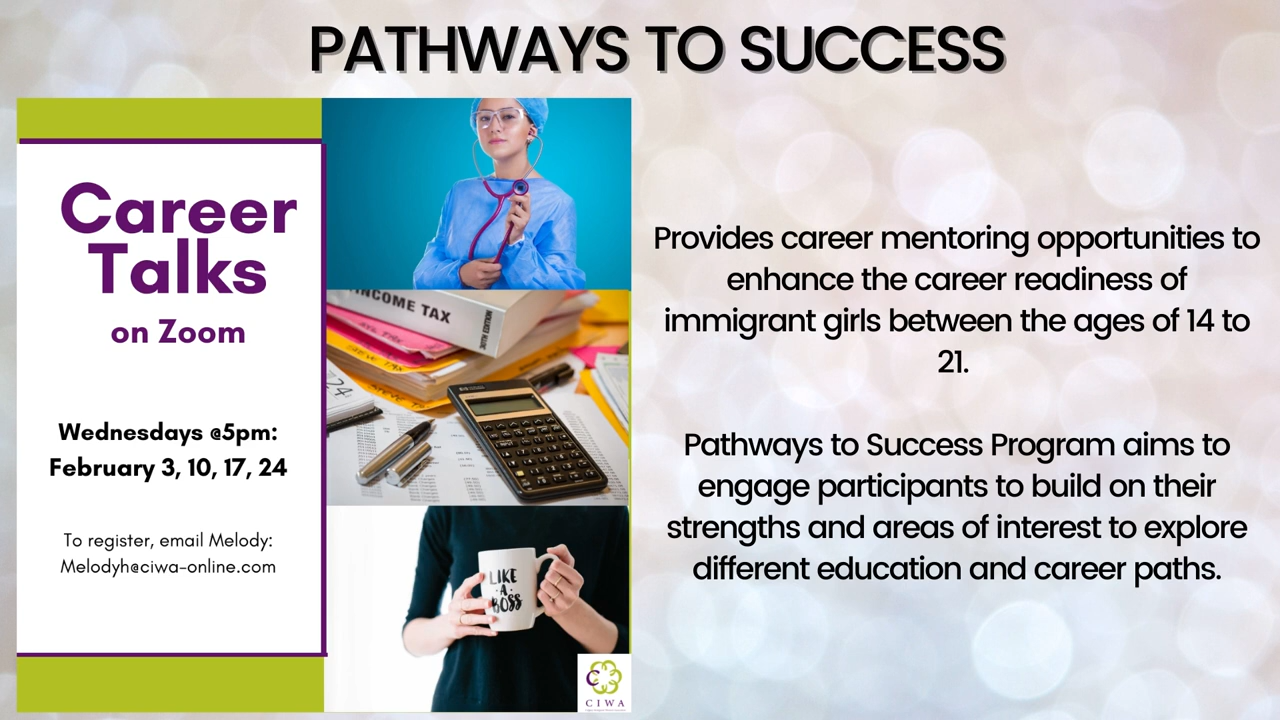 PATHWAYS TO SUCCESS
Career
Talks
on Zoom
Wednesdays @5pm:
February 3, 10, 17, 24
To register, email Melody:
Melodyh@ciwa-online.com
INCOME TAX
24
LIKE
·A·
BOSS
CIWA
Provides career mentoring opportunities to
enhance the career readiness of
immigrant girls between the ages of 14 to
21.
Pathways to Success Program aims to
engage participants to build on their
strengths and areas of interest to explore
different education and career paths.